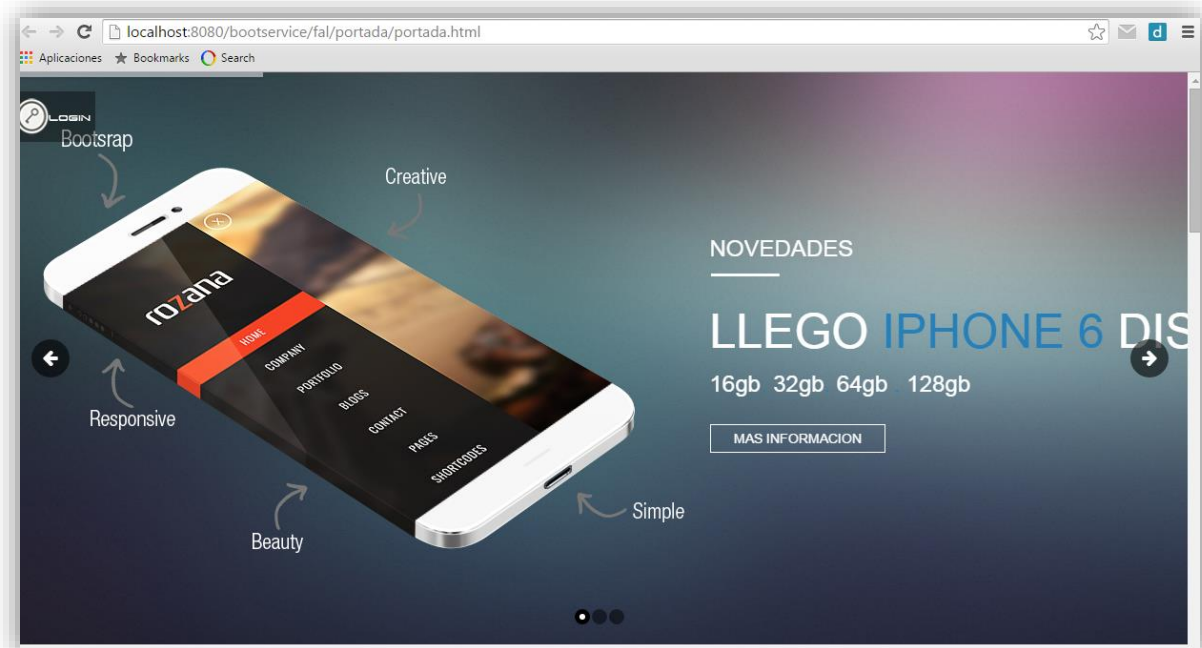 localhost:8080/bootservice/fal/portada/portada.html
d
Aplicaciones Bookmarks Search
LOGIN
Bootsrap
Creative
rozana
HOME
COMPANY
PORTFOLIO
BLOGS
CONTACT
PAGES
SHORTCODES
Responsive
Beauty
Simple
NOVEDADES
LLEGO IPHONE 6 DIS
16gb 32gb 64gb 128gb
MAS INFORMACION